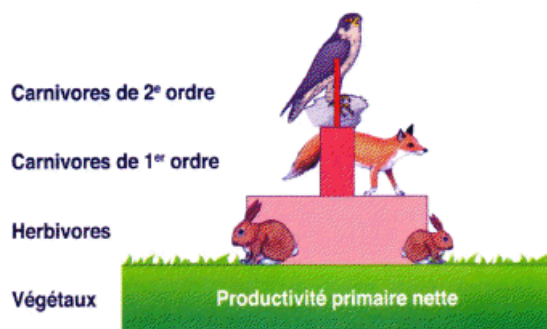 Carnivores de 2e ordre
Carnivores de 1er ordre
Herbivores
Végétaux
Productivité primaire nette